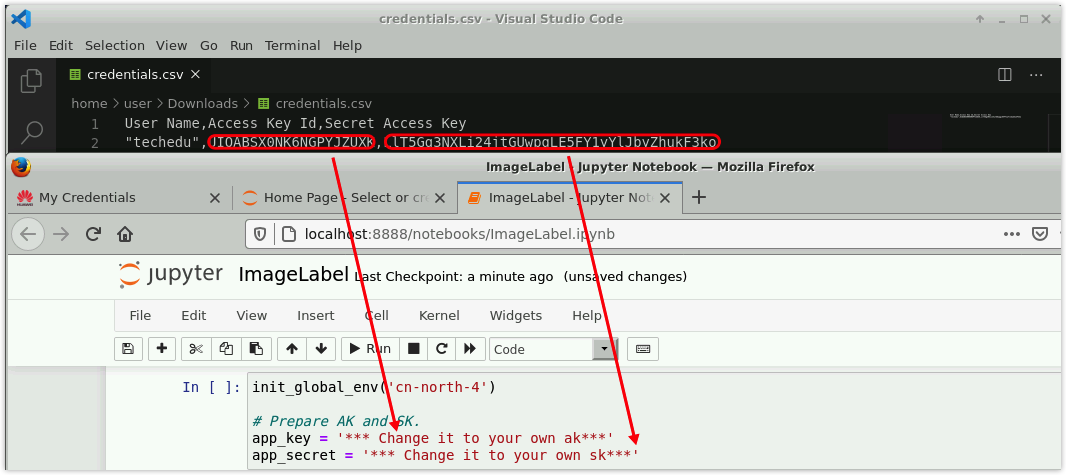 credentials.csv - Visual Studio Code
File Edit Selection View Go Run Terminal Help
credentials.csv
home > user > Downloads > credentials.csv
1 User Name,Access Key Id,Secret Access Key
2 "techedu",
ImageLabel - Jupyter Notebook — Mozilla Firefox
My Credentials Home Page - Select or cre ImageLabel - Jupyter Not
localhost:8888/notebooks/ImageLabel.ipynb
jupyter ImageLabel Last Checkpoint: a minute ago (unsaved changes)
File Edit View Insert Cell Kernel Widgets Help
Run Code
In [ ]: init_global_env('cn-north-4')
# Prepare AK and SK.
app_key = '*** Change it to your own ak***'
app_secret = '*** Change it to your own sk***'